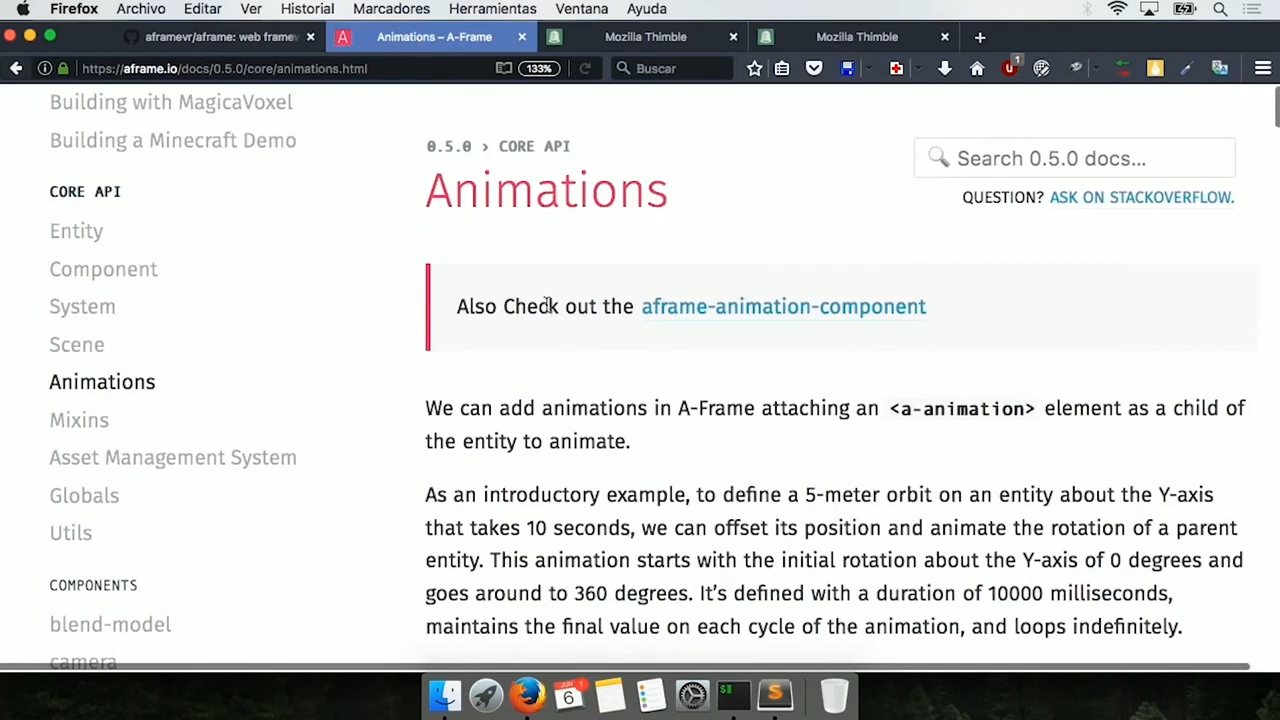 Firefox Archivo Editar Ver Historial Marcadores Herramientas Ventana Ayuda
aframevr/aframe: web framev
Animations – A-Frame
Mozilla Thimble
Mozilla Thimble
https://aframe.io/docs/0.5.0/core/animations.html
133%
Buscar
1
Building with MagicaVoxel
Building a Minecraft Demo
CORE API
Entity
Component
System
Scene
Animations
Mixins
Asset Management System
Globals
Utils
COMPONENTS
blend-model
camera
0.5.0 › CORE API
Search 0.5.0 docs...
Animations
QUESTION? ASK ON STACKOVERFLOW.
Also Check out the aframe-animation-component
We can add animations in A-Frame attaching an <a-animation> element as a child of
the entity to animate.
As an introductory example, to define a 5-meter orbit on an entity about the Y-axis
that takes 10 seconds, we can offset its position and animate the rotation of a parent
entity. This animation starts with the initial rotation about the Y-axis of 0 degrees and
goes around to 360 degrees. It’s defined with a duration of 10000 milliseconds,
maintains the final value on each cycle of the animation, and loops indefinitely.
JUN 1
6